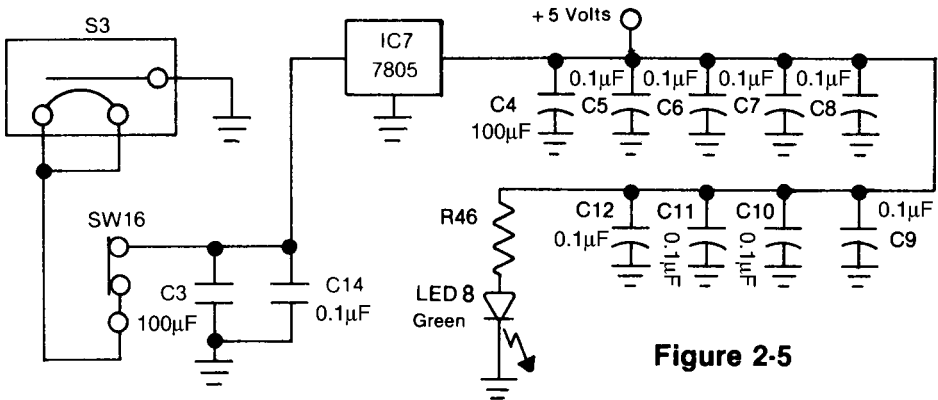 S3
+5 Volts
IC7
7805
0.1µF
0.1µF
0.1µF
0.1µF
C4
100µF
C5
C6
C7
C8
SW16
C3
100µF
C14
0.1µF
R46
LED 8
Green
C12
0.1µF
C11
0.1µF
C10
0.1µF
0.1µF
C9
Figure 2-5